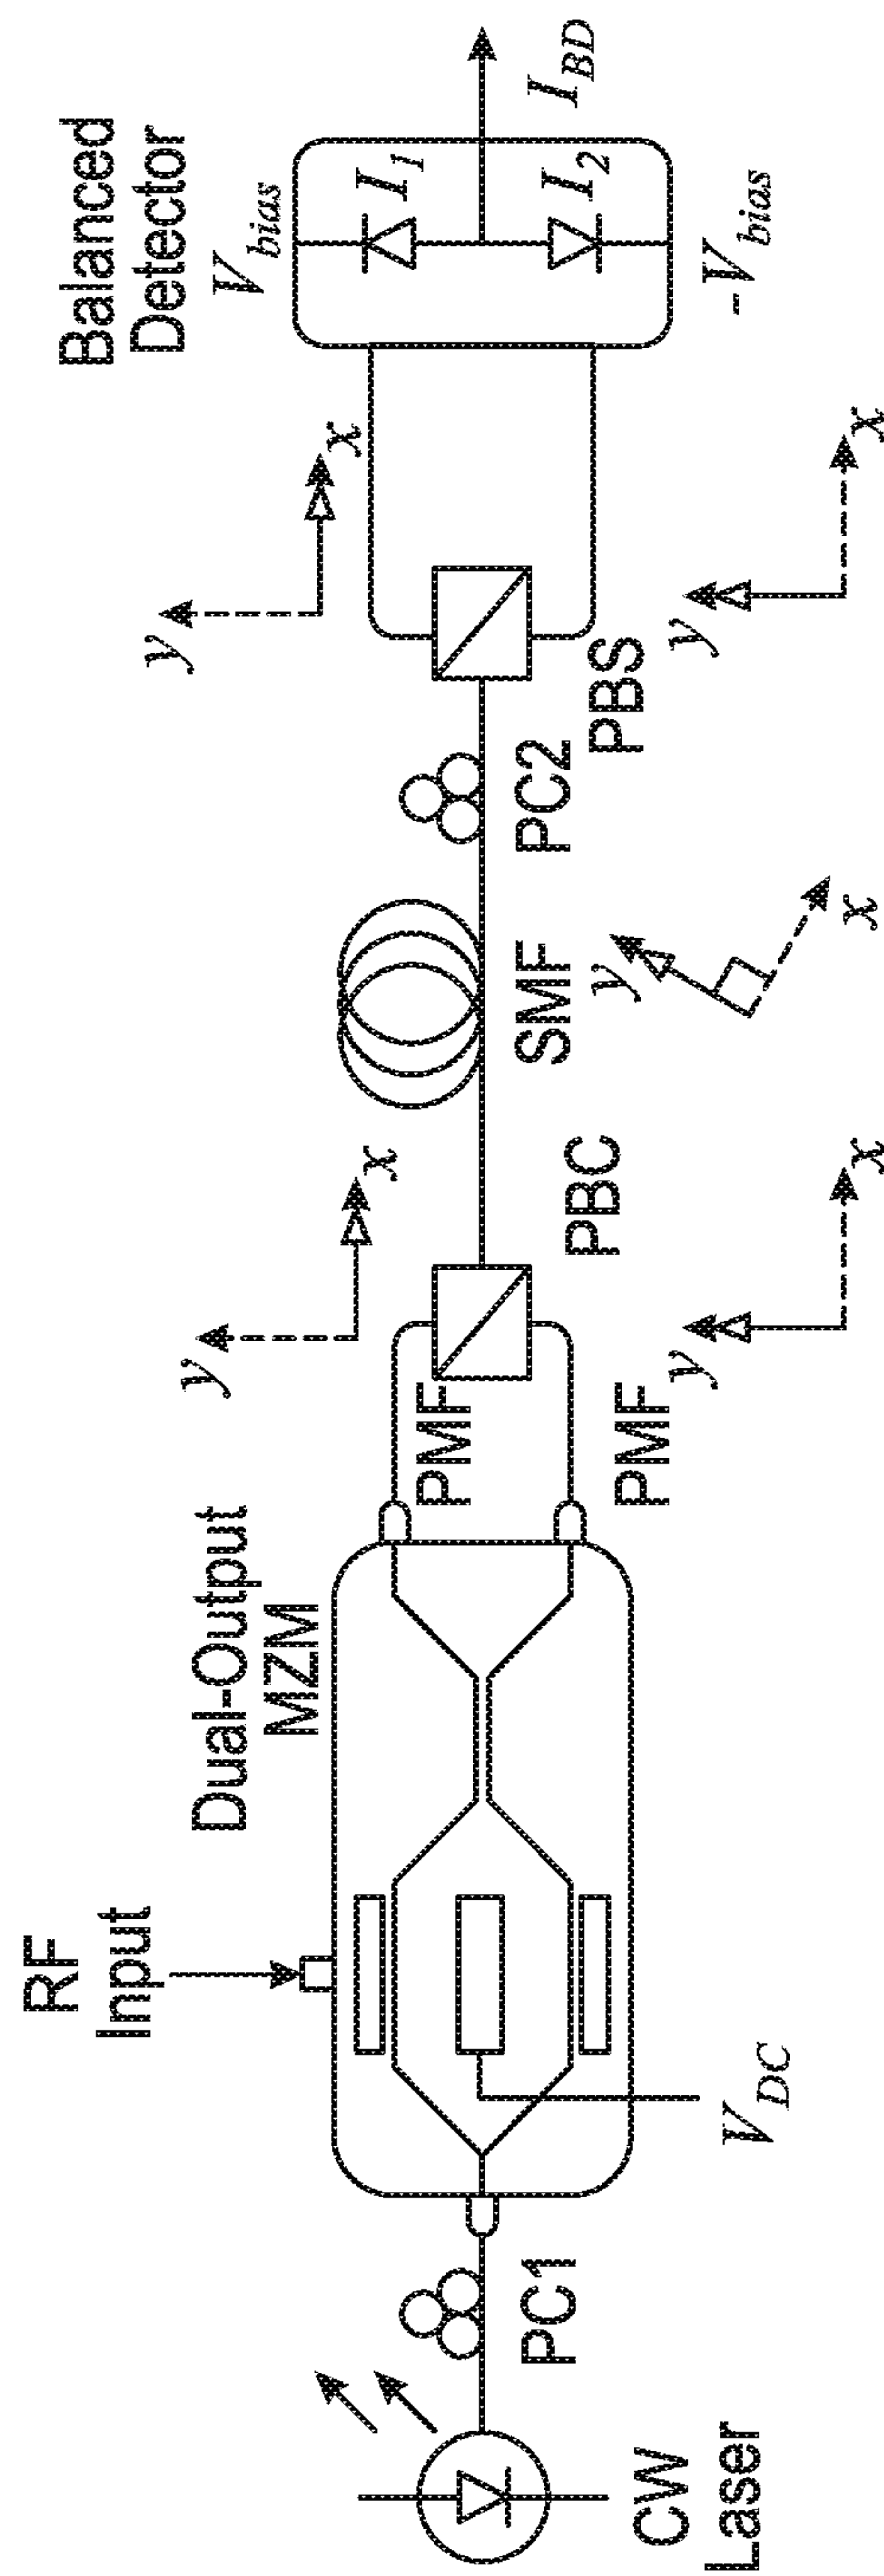 CW
Laser
PC1
RF
Input
V_DC
Dual-Output
MZM
PMF
PMF
y
x
y
x
PBC
SMF
y
x
PC2
PBS
y
x
y
x
Balanced
Detector
V_bias
I_1
I_2
-V_bias
I_BD